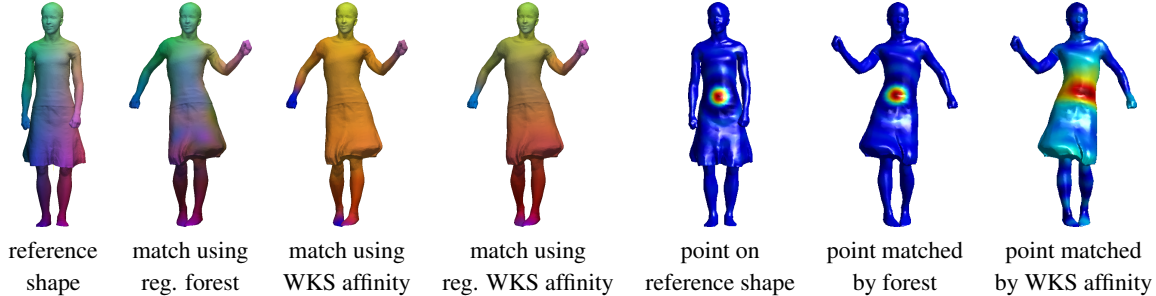 reference
shape
match using
reg. forest
match using
WKS affinity
match using
reg. WKS affinity
point on
reference shape
point matched
by forest
point matched
by WKS affinity